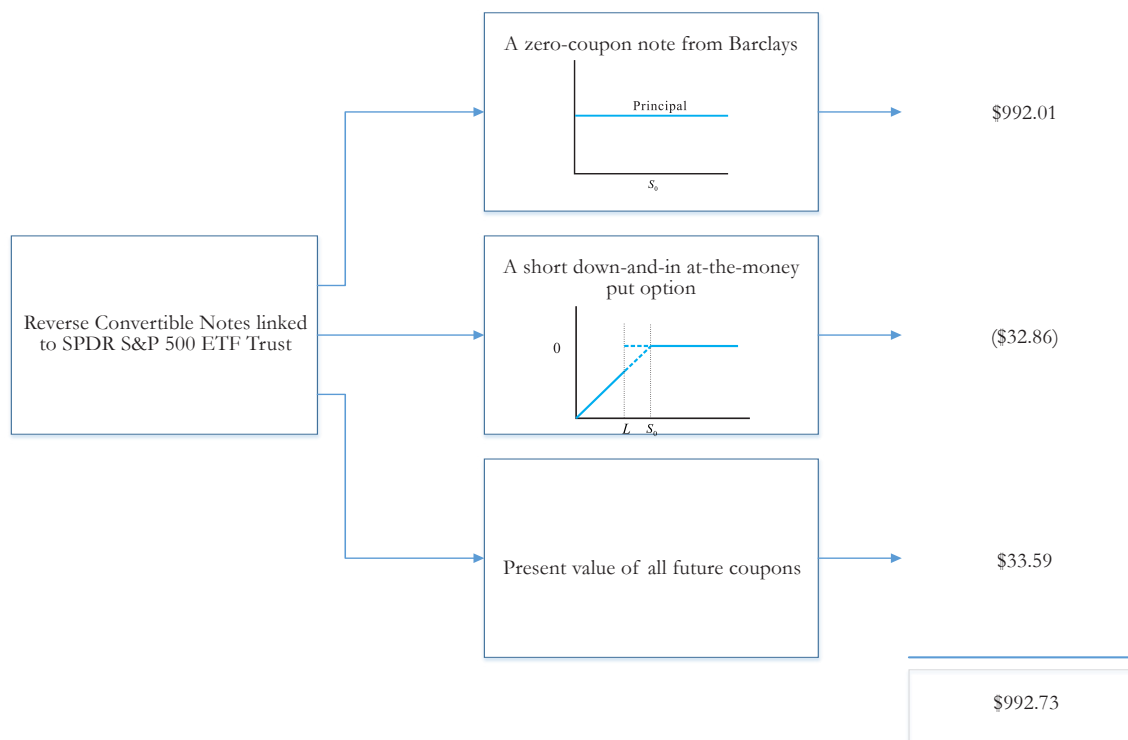 A zero-coupon note from Barclays
Principal
S₀
$992.01
Reverse Convertible Notes linked
to SPDR S&P 500 ETF Trust
A short down-and-in at-the-money
put option
0
L S₀
($32.86)
Present value of all future coupons
$33.59
$992.73